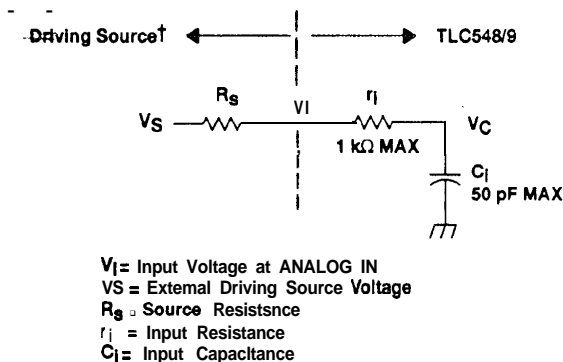 Driving Source† TLC548/9
Rs VI ri
VS VC
1 kΩ MAX
Ci
50 pF MAX
VI= Input Voltage at ANALOG IN
VS = External Driving Source Voltage
Rs = Source Resistsnce
ri = Input Resistance
Ci= Input Capacltance